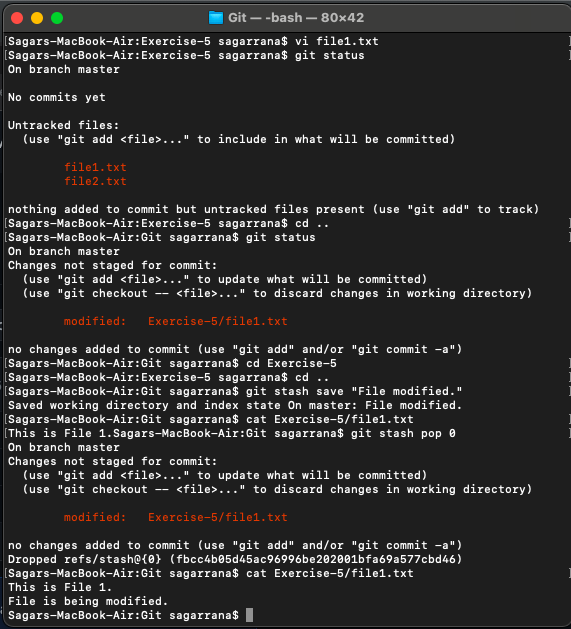 Git — -bash — 80×42
[Sagars-MacBook-Air:Exercise-5 sagarrana$ vi file1.txt ]
[Sagars-MacBook-Air:Exercise-5 sagarrana$ git status ]
On branch master
No commits yet
Untracked files:
(use "git add <file>..." to include in what will be committed)
file1.txt
file2.txt
nothing added to commit but untracked files present (use "git add" to track)
[Sagars-MacBook-Air:Exercise-5 sagarrana$ cd .. ]
[Sagars-MacBook-Air:Git sagarrana$ git status ]
On branch master
Changes not staged for commit:
(use "git add <file>..." to update what will be committed)
(use "git checkout -- <file>..." to discard changes in working directory)
modified: Exercise-5/file1.txt
no changes added to commit (use "git add" and/or "git commit -a")
[Sagars-MacBook-Air:Git sagarrana$ cd Exercise-5 ]
[Sagars-MacBook-Air:Exercise-5 sagarrana$ cd .. ]
[Sagars-MacBook-Air:Git sagarrana$ git stash save "File modified." ]
Saved working directory and index state On master: File modified.
[Sagars-MacBook-Air:Git sagarrana$ cat Exercise-5/file1.txt ]
[This is File 1.Sagars-MacBook-Air:Git sagarrana$ git stash pop 0 ]
On branch master
Changes not staged for commit:
(use "git add <file>..." to update what will be committed)
(use "git checkout -- <file>..." to discard changes in working directory)
modified: Exercise-5/file1.txt
no changes added to commit (use "git add" and/or "git commit -a")
Dropped refs/stash@{0} (fbcc4b05d45ac96996be202001bfa69a577cbd46)
[Sagars-MacBook-Air:Git sagarrana$ cat Exercise-5/file1.txt ]
This is File 1.
File is being modified.
Sagars-MacBook-Air:Git sagarrana$